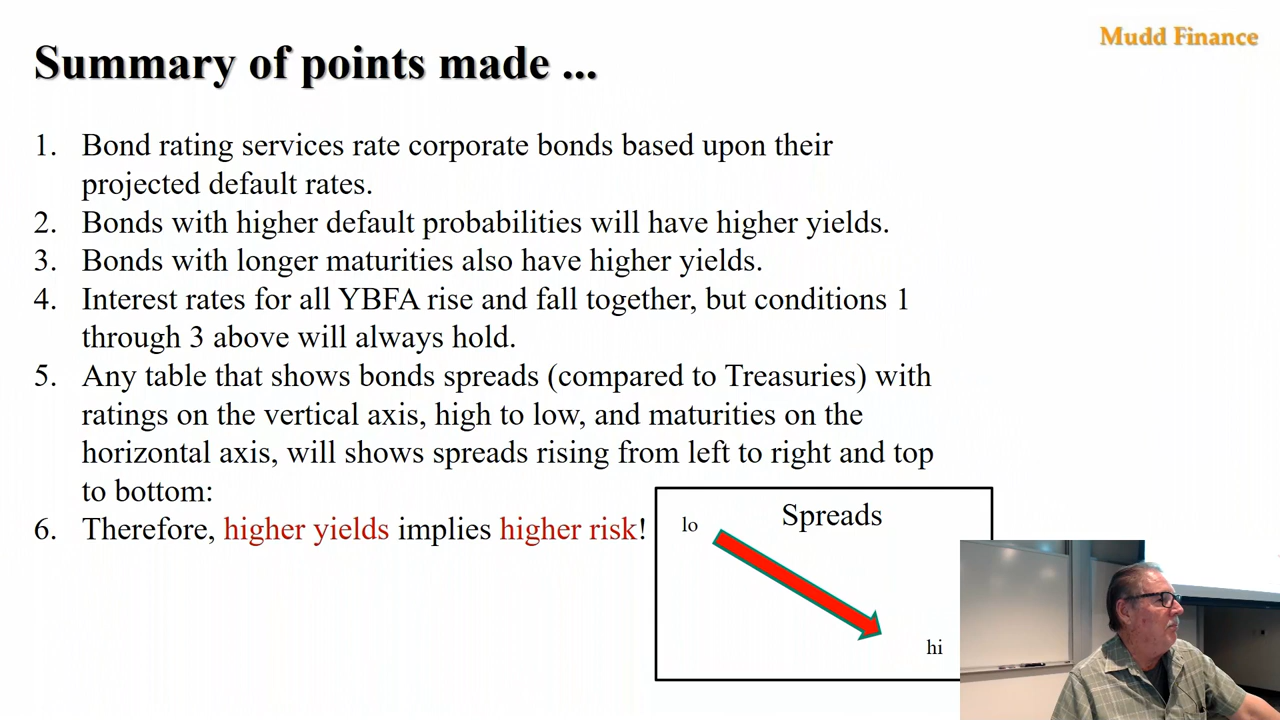 Mudd Finance
Summary of points made ...
1. Bond rating services rate corporate bonds based upon their
projected default rates.
2. Bonds with higher default probabilities will have higher yields.
3. Bonds with longer maturities also have higher yields.
4. Interest rates for all YBFA rise and fall together, but conditions 1
through 3 above will always hold.
5. Any table that shows bonds spreads (compared to Treasuries) with
ratings on the vertical axis, high to low, and maturities on the
horizontal axis, will shows spreads rising from left to right and top
to bottom:
6. Therefore, higher yields implies higher risk!
Spreads
lo
hi